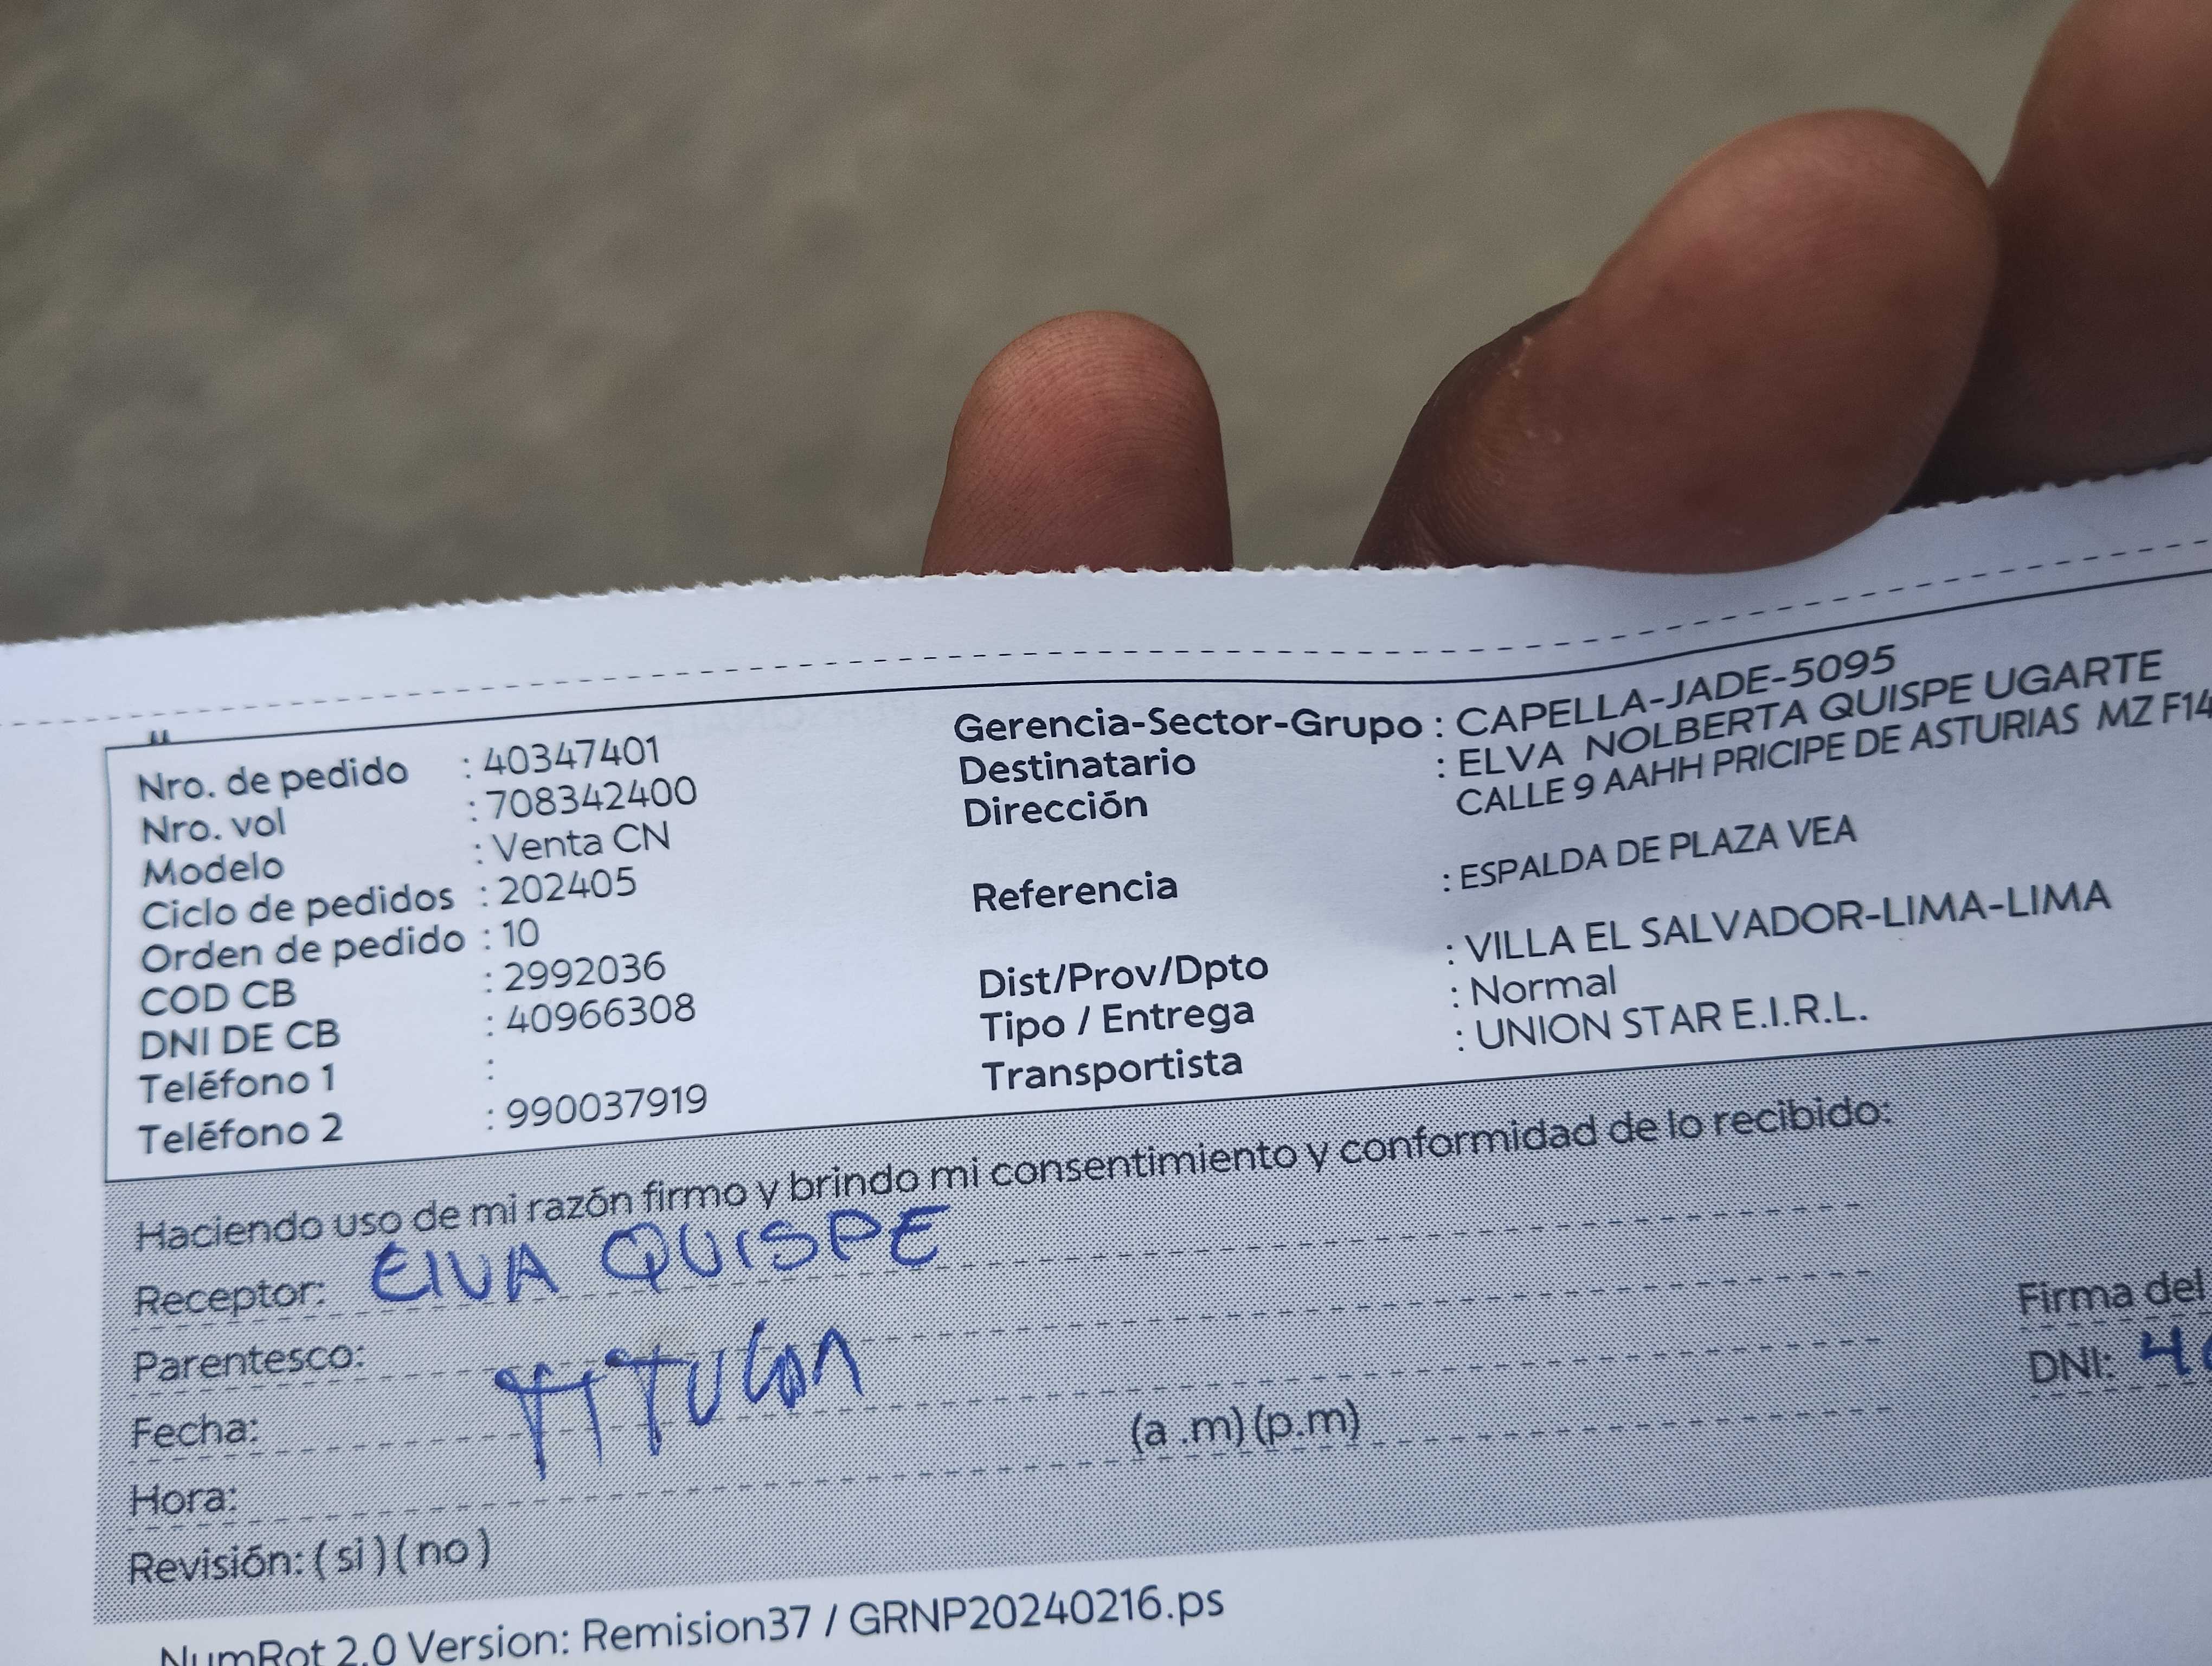 Nro. de pedido : 40347401
Nro. vol : 708342400
Modelo : Venta CN
Ciclo de pedidos : 202405
Orden de pedido : 10
COD CB : 2992036
DNI DE CB : 40966308
Teléfono 1 :
Teléfono 2 : 990037919
Gerencia-Sector-Grupo : CAPELLA-JADE-5095
Destinatario : ELVA NOLBERTA QUISPE UGARTE
Dirección CALLE 9 AAHH PRICIPE DE ASTURIAS MZ F14
Referencia : ESPALDA DE PLAZA VEA
Dist/Prov/Dpto : VILLA EL SALVADOR-LIMA-LIMA
Tipo / Entrega : Normal
Transportista : UNION STAR E.I.R.L.
Haciendo uso de mi razón firmo y brindo mi consentimiento y conformidad de lo recibido:
Receptor: ElVA QUISPE
Parentesco: TITULAR
Fecha:
Hora: (a .m) (p.m)
Revisión: ( si ) ( no )
Firma del
DNI: 4
NumRot 2.0 Version: Remision37 / GRNP20240216.ps